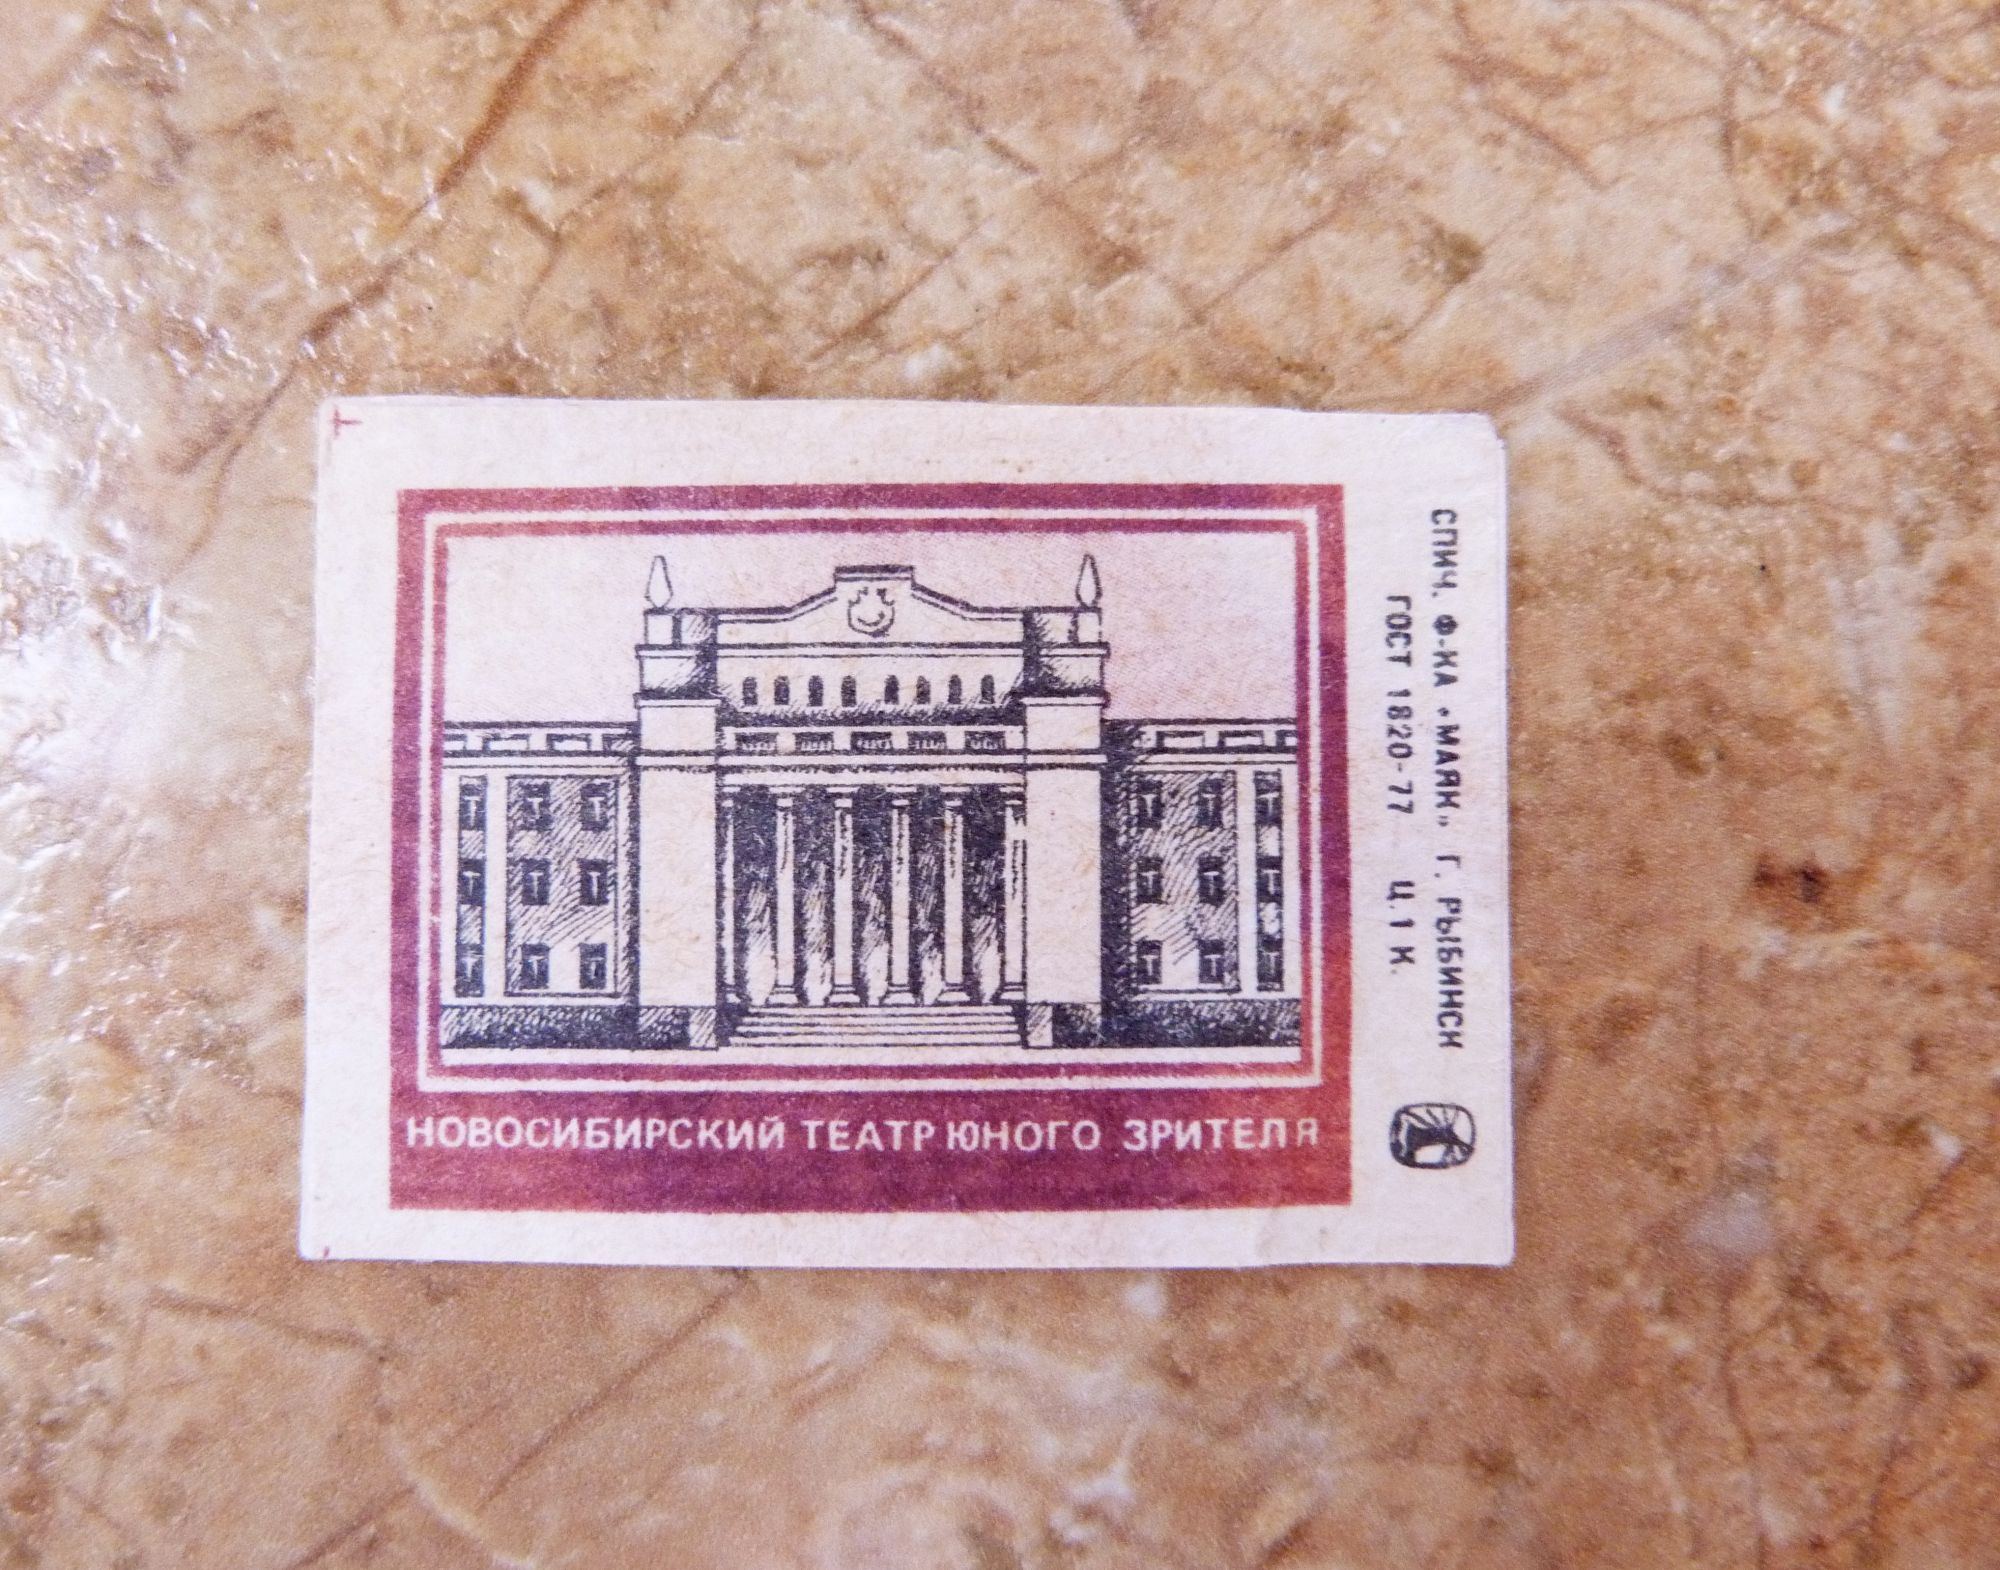 НОВОСИБИРСКИЙ ТЕАТР ЮНОГО ЗРИТЕЛЯ
СПИЧ. Ф-КА «МАЯК» Г. РЫБИНСК
ГОСТ 1820-77 Ц. 1 К.